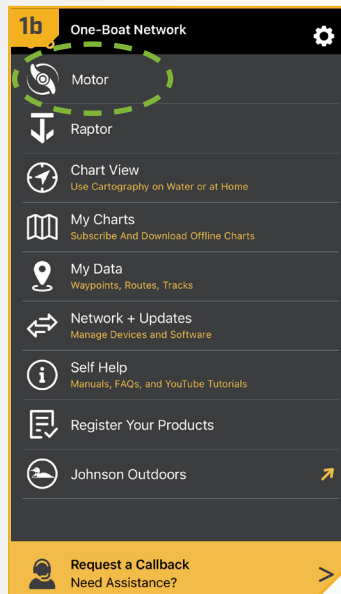 1b
One-Boat Network
Motor
Raptor
Chart View
Use Cartography on Water or at Home
My Charts
Subscribe And Download Offline Charts
My Data
Waypoints, Routes, Tracks
Network + Updates
Manage Devices and Software
Self Help
Manuals, FAQs, and YouTube Tutorials
Register Your Products
Johnson Outdoors
Request a Callback
Need Assistance?